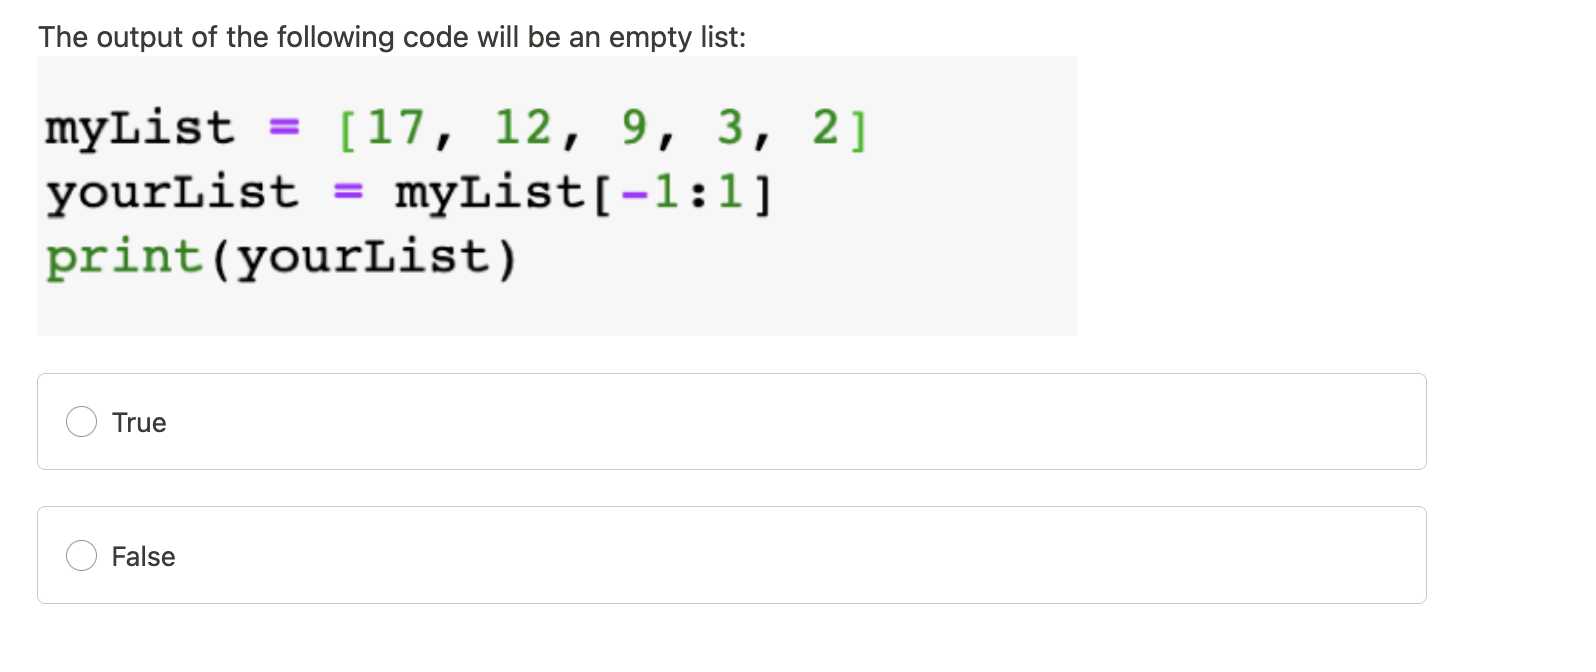 The output of the following code will be an empty list:
myList = [17, 12, 9, 3, 2]
yourList = myList[-1:1]
print(yourList)
True
False